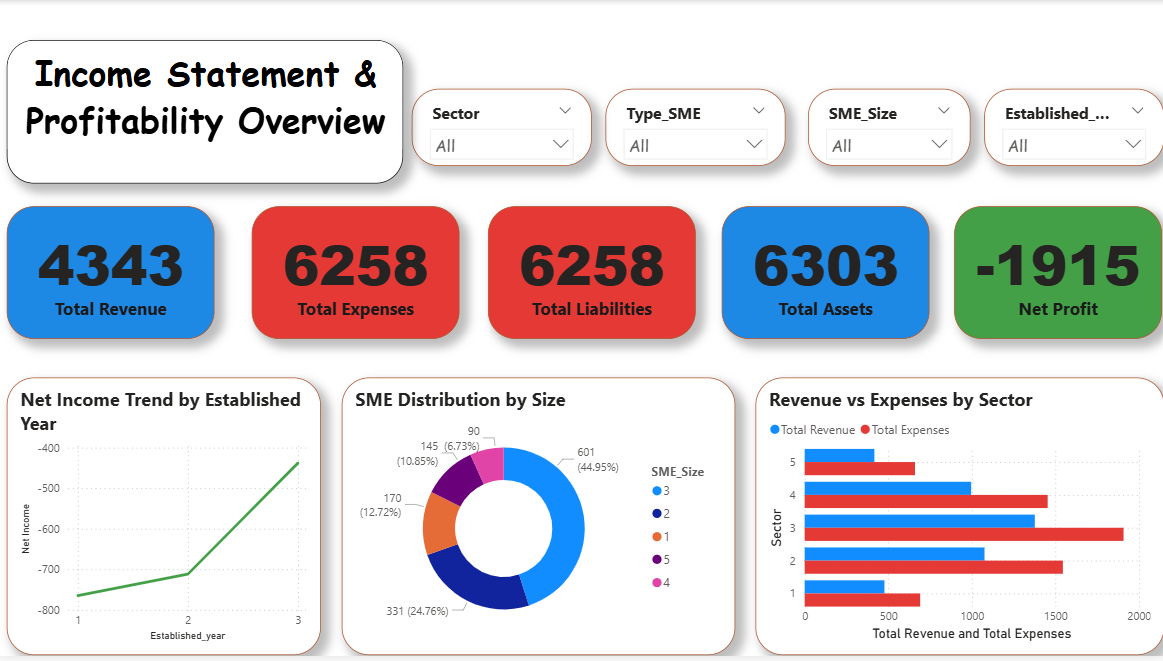 Income Statement &
Profitability Overview
Sector
All
Type_SME
All
SME_Size
All
Established_...
All
4343
Total Revenue
6258
Total Expenses
6258
Total Liabilities
6303
Total Assets
-1915
Net Profit
Net Income Trend by Established
Year
-400
-500
-600
-700
-800
Net Income
1
2
3
Established_year
SME Distribution by Size
90
(6.73%)
145
(10.85%)
170
(12.72%)
331 (24.76%)
601
(44.95%)
SME_Size
3
2
1
5
4
Revenue vs Expenses by Sector
Total Revenue
Total Expenses
Sector
5
4
3
2
1
0
500
1000
1500
2000
Total Revenue and Total Expenses